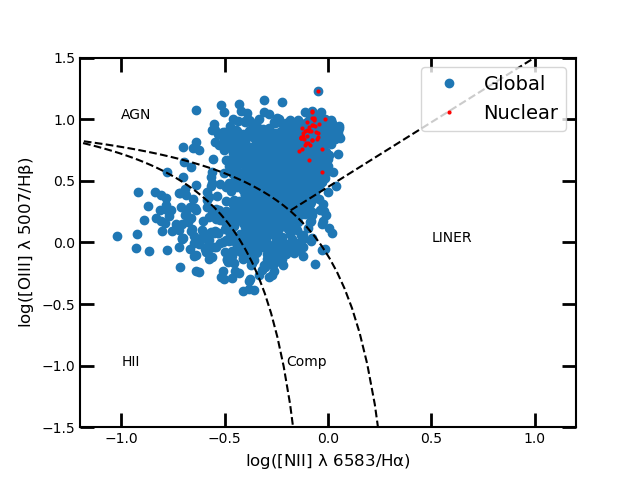 Global
Nuclear
AGN
LINER
HII
Comp
1.5
1.0
0.5
0.0
−0.5
−1.0
−1.5
−1.0
−0.5
0.0
0.5
1.0
log([OIII] λ 5007/Hβ)
log([NII] λ 6583/Hα)